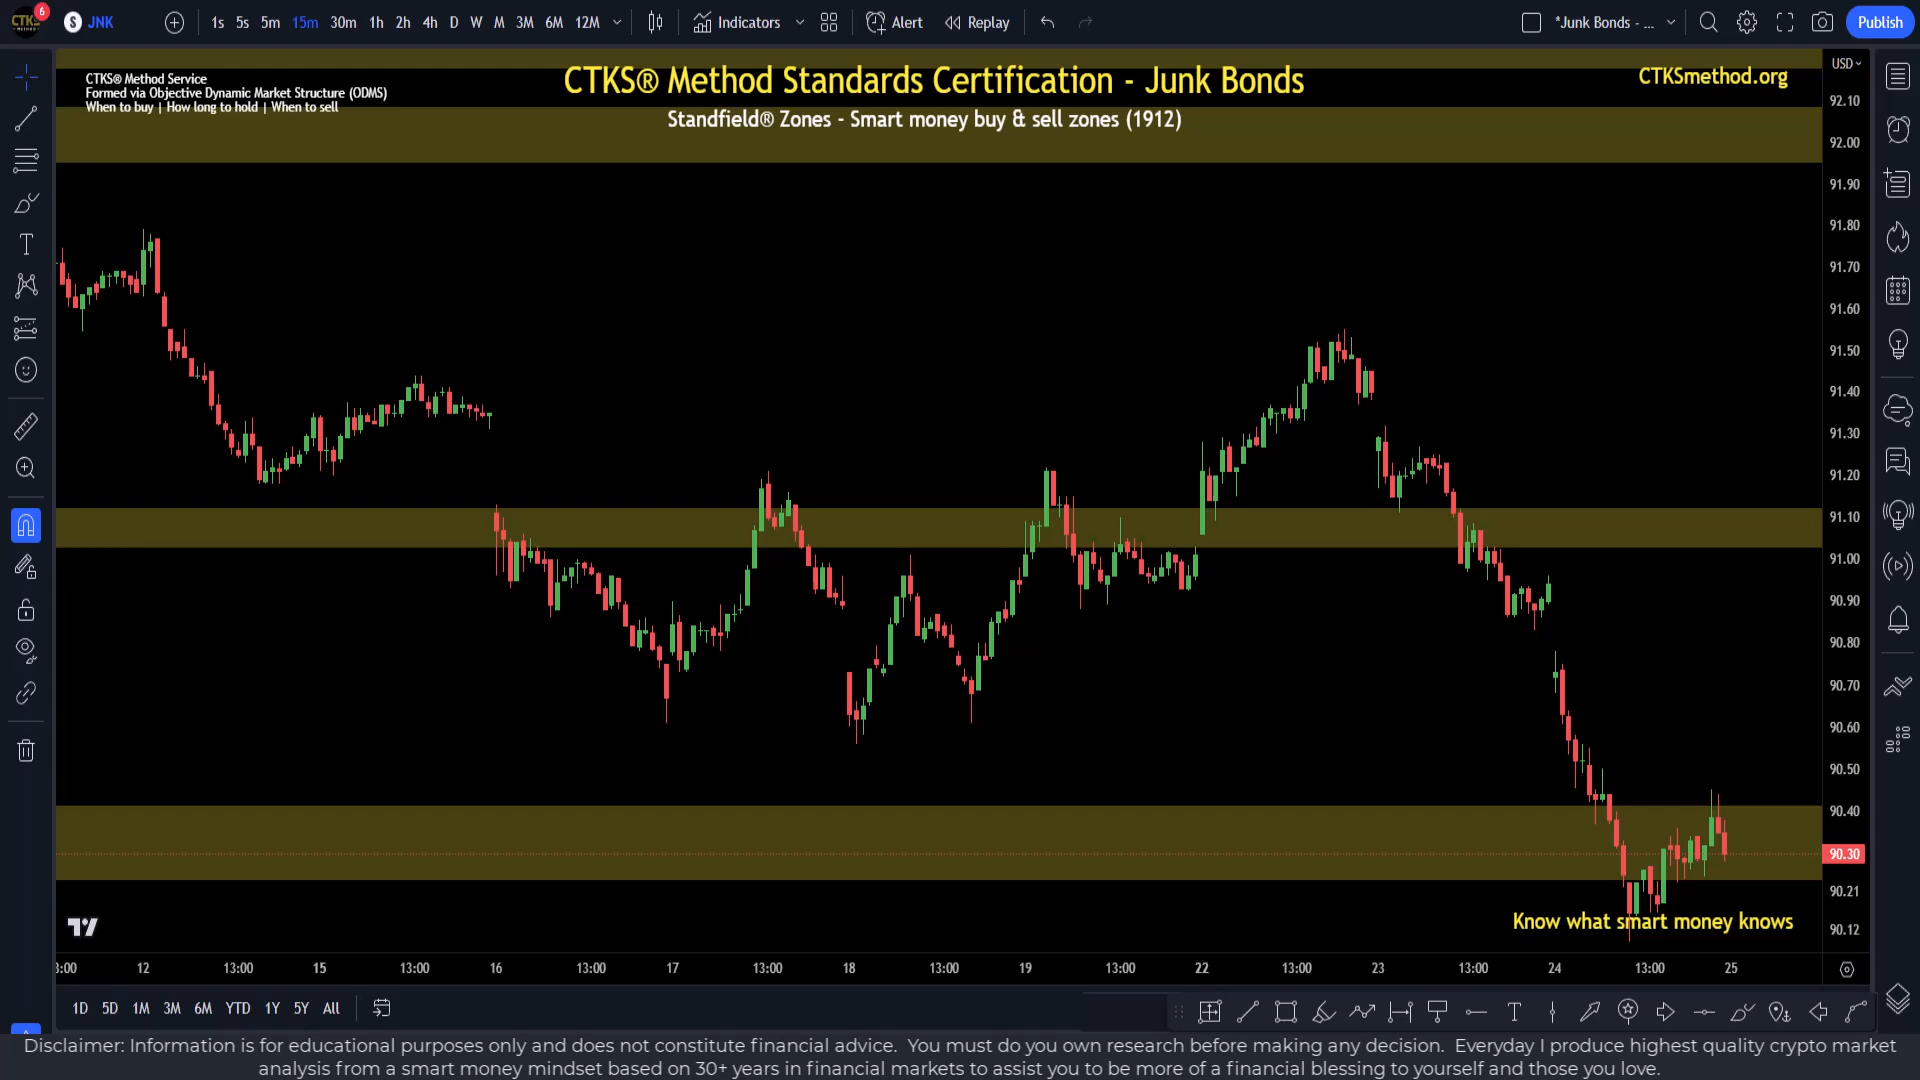 CTKS
METHOD
6
S
JNK
1s 5s 5m 15m 30m 1h 2h 4h D W M 3M 6M 12M
Indicators
Alert
Replay
*Junk Bonds - ...
Publish
CTKS® Method Service
Formed via Objective Dynamic Market Structure (ODMS)
When to buy | How long to hold | When to sell
CTKS® Method Standards Certification - Junk Bonds
Standfield® Zones - Smart money buy & sell zones (1912)
CTKSmethod.org
USD
92.10
92.00
91.90
91.80
91.70
91.60
91.50
91.40
91.30
91.20
91.10
91.00
90.90
90.80
90.70
90.60
90.50
90.40
90.30
90.21
90.12
Know what smart money knows
3:00 12 13:00 15 13:00 16 13:00 17 13:00 18 13:00 19 13:00 22 13:00 23 13:00 24 13:00 25
1D 5D 1M 3M 6M YTD 1Y 5Y All
Disclaimer: Information is for educational purposes only and does not constitute financial advice. You must do you own research before making any decision. Everyday I produce highest quality crypto market
analysis from a smart money mindset based on 30+ years in financial markets to assist you to be more of a financial blessing to yourself and those you love.